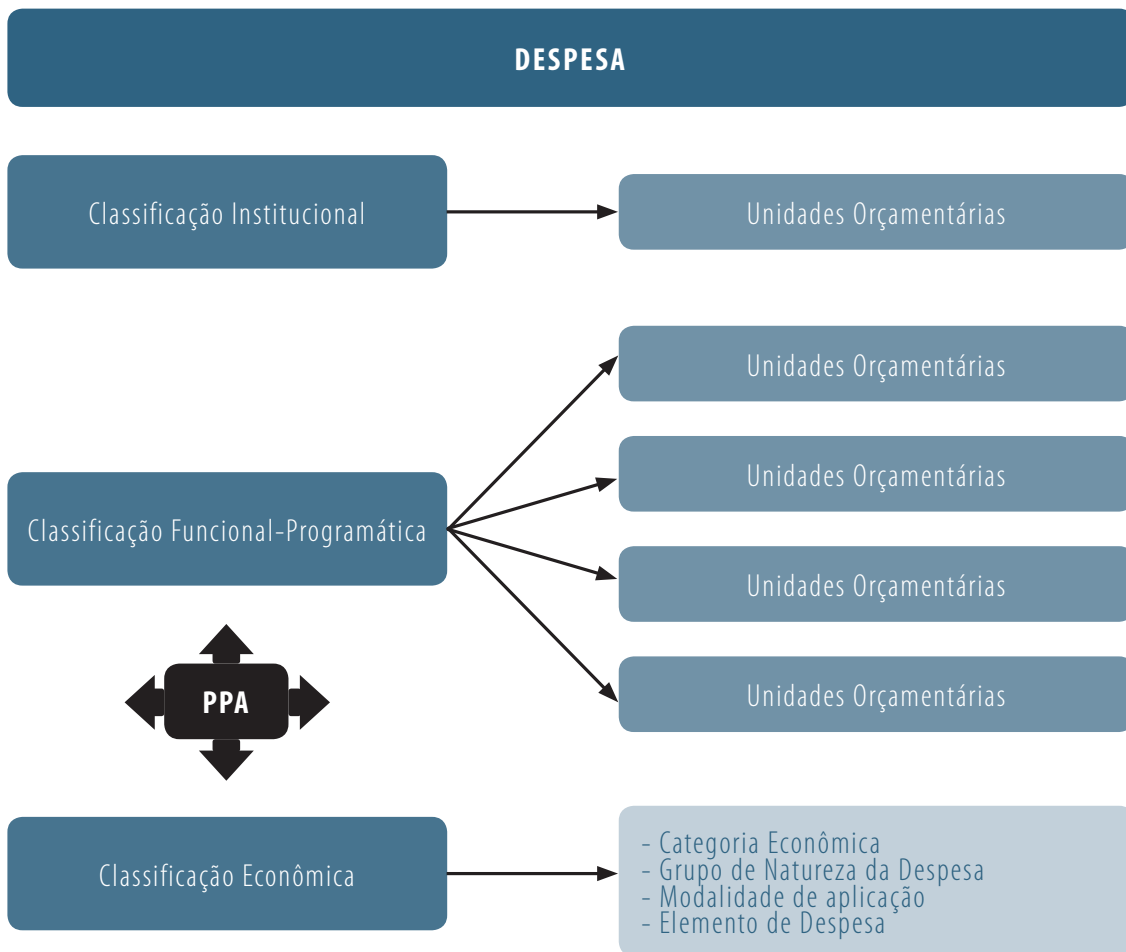 DESPESA
Classificação Institucional
Unidades Orçamentárias
Unidades Orçamentárias
Unidades Orçamentárias
Classificação Funcional-Programática
Unidades Orçamentárias
Unidades Orçamentárias
PPA
Classificação Econômica
- Categoria Econômica
- Grupo de Natureza da Despesa
- Modalidade de aplicação
- Elemento de Despesa